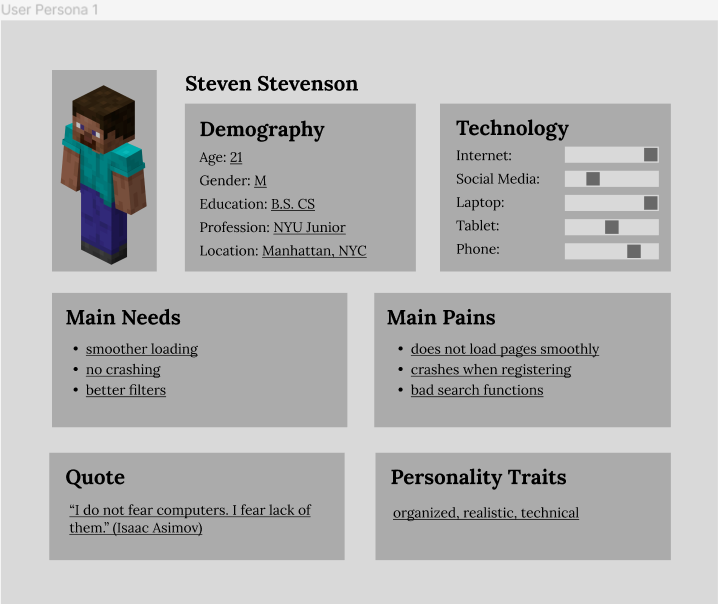 User Persona 1
Steven Stevenson
Demography
Age: 21
Gender: M
Education: B.S. CS
Profession: NYU Junior
Location: Manhattan, NYC
Technology
Internet:
Social Media:
Laptop:
Tablet:
Phone:
Main Needs
• smoother loading
• no crashing
• better filters
Main Pains
• does not load pages smoothly
• crashes when registering
• bad search functions
Quote
“I do not fear computers. I fear lack of
them.” (Isaac Asimov)
Personality Traits
organized, realistic, technical